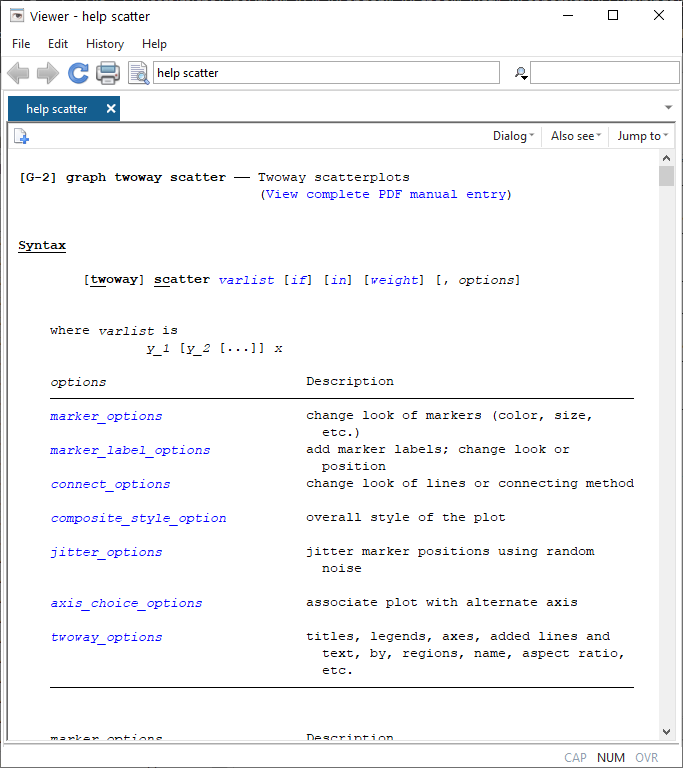 Viewer - help scatter
File Edit History Help
help scatter
help scatter
Dialog Also see Jump to
[G-2] graph twoway scatter — Twoway scatterplots
(View complete PDF manual entry)
Syntax
[twoway] scatter varlist [if] [in] [weight] [, options]
where varlist is
y_1 [y_2 [...]] x
options Description
marker_options change look of markers (color, size,
etc.)
marker_label_options add marker labels; change look or
position
connect_options change look of lines or connecting method
composite_style_option overall style of the plot
jitter_options jitter marker positions using random
noise
axis_choice_options associate plot with alternate axis
twoway_options titles, legends, axes, added lines and
text, by, regions, name, aspect ratio,
etc.
marker_options Description
CAP NUM OVR